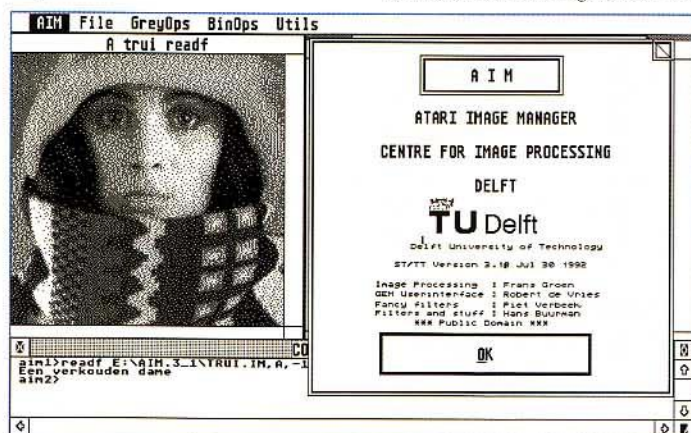 AIM File GreyOps BinOps Utils
A trui readf
A I M
ATARI IMAGE MANAGER
CENTRE FOR IMAGE PROCESSING
DELFT
TU Delft
Delft University of Technology
ST/TT Version 3.10 Jul 30 1992
Image Processing : Frans Groen
GEM Userinterface : Robert de Vries
Fancy filters : Piet Verbeek
Filters and stuff : Hans Buurman
*** Public Domain ***
OK
CO
aim1>readf E:\AIM.3_1\TRUI.IM,A,-1
Een verkouden dame
aim2>